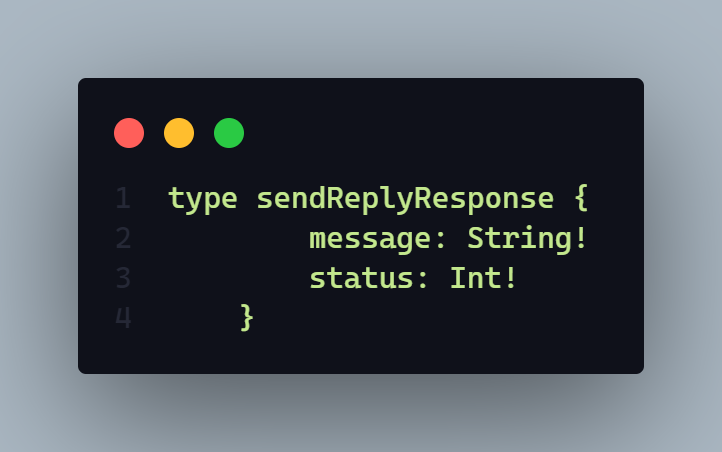 1 type sendReplyResponse {
2         message: String!
3         status: Int!
4     }